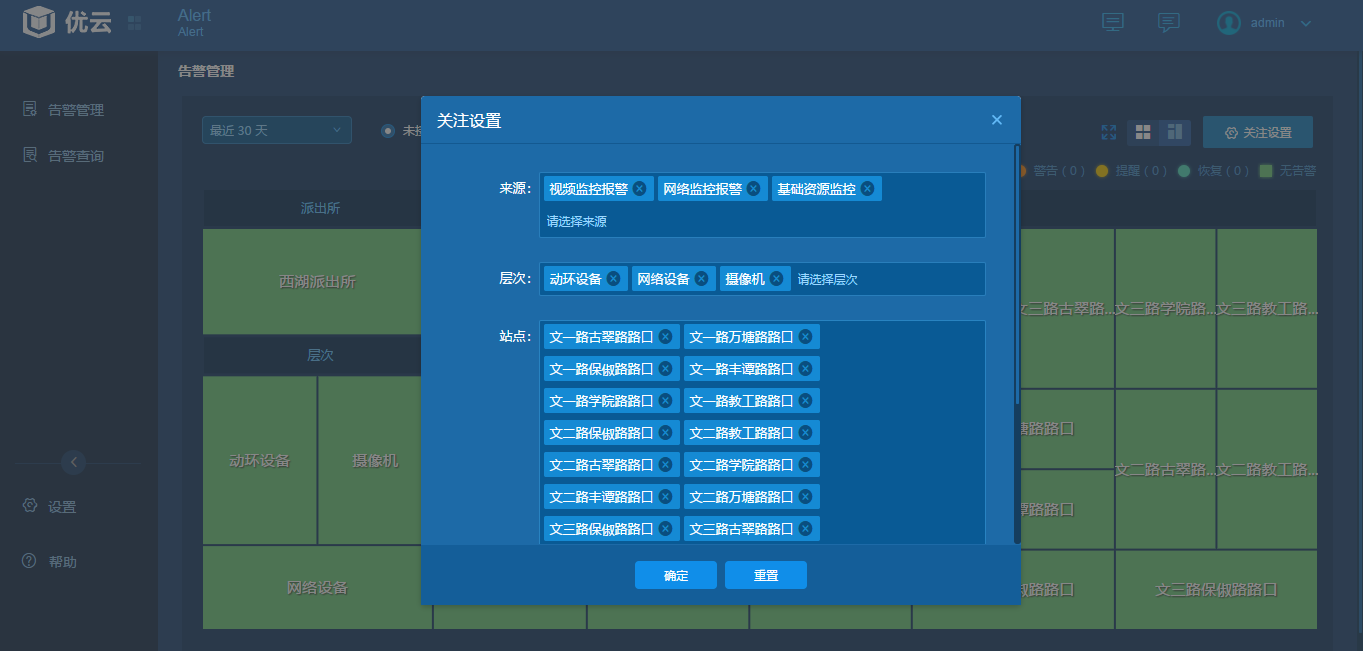 优云
Alert
Alert
admin
告警管理
告警管理
告警查询
设置
帮助
最近 30 天
关注设置
警告 ( 0 ) 提醒 ( 0 ) 恢复 ( 0 ) 无告警
派出所
西湖派出所
层次
动环设备
摄像机
网络设备
关注设置
来源:
视频监控报警 网络监控报警 基础资源监控
请选择来源
层次:
动环设备 网络设备 摄像机 请选择层次
站点:
文一路古翠路路口 文一路万塘路路口
文一路保俶路路口 文一路丰谭路路口
文一路学院路路口 文一路教工路路口
文二路保俶路路口 文二路教工路路口
文二路古翠路路口 文二路学院路路口
文二路丰谭路路口 文二路万塘路路口
文三路保俶路路口 文三路古翠路路口
确定
重置
文三路古翠路... 文三路学院路... 文三路教工路...
路路口
文二路古翠路... 文二路教工路...
路路口
路路口
文三路保俶路路口